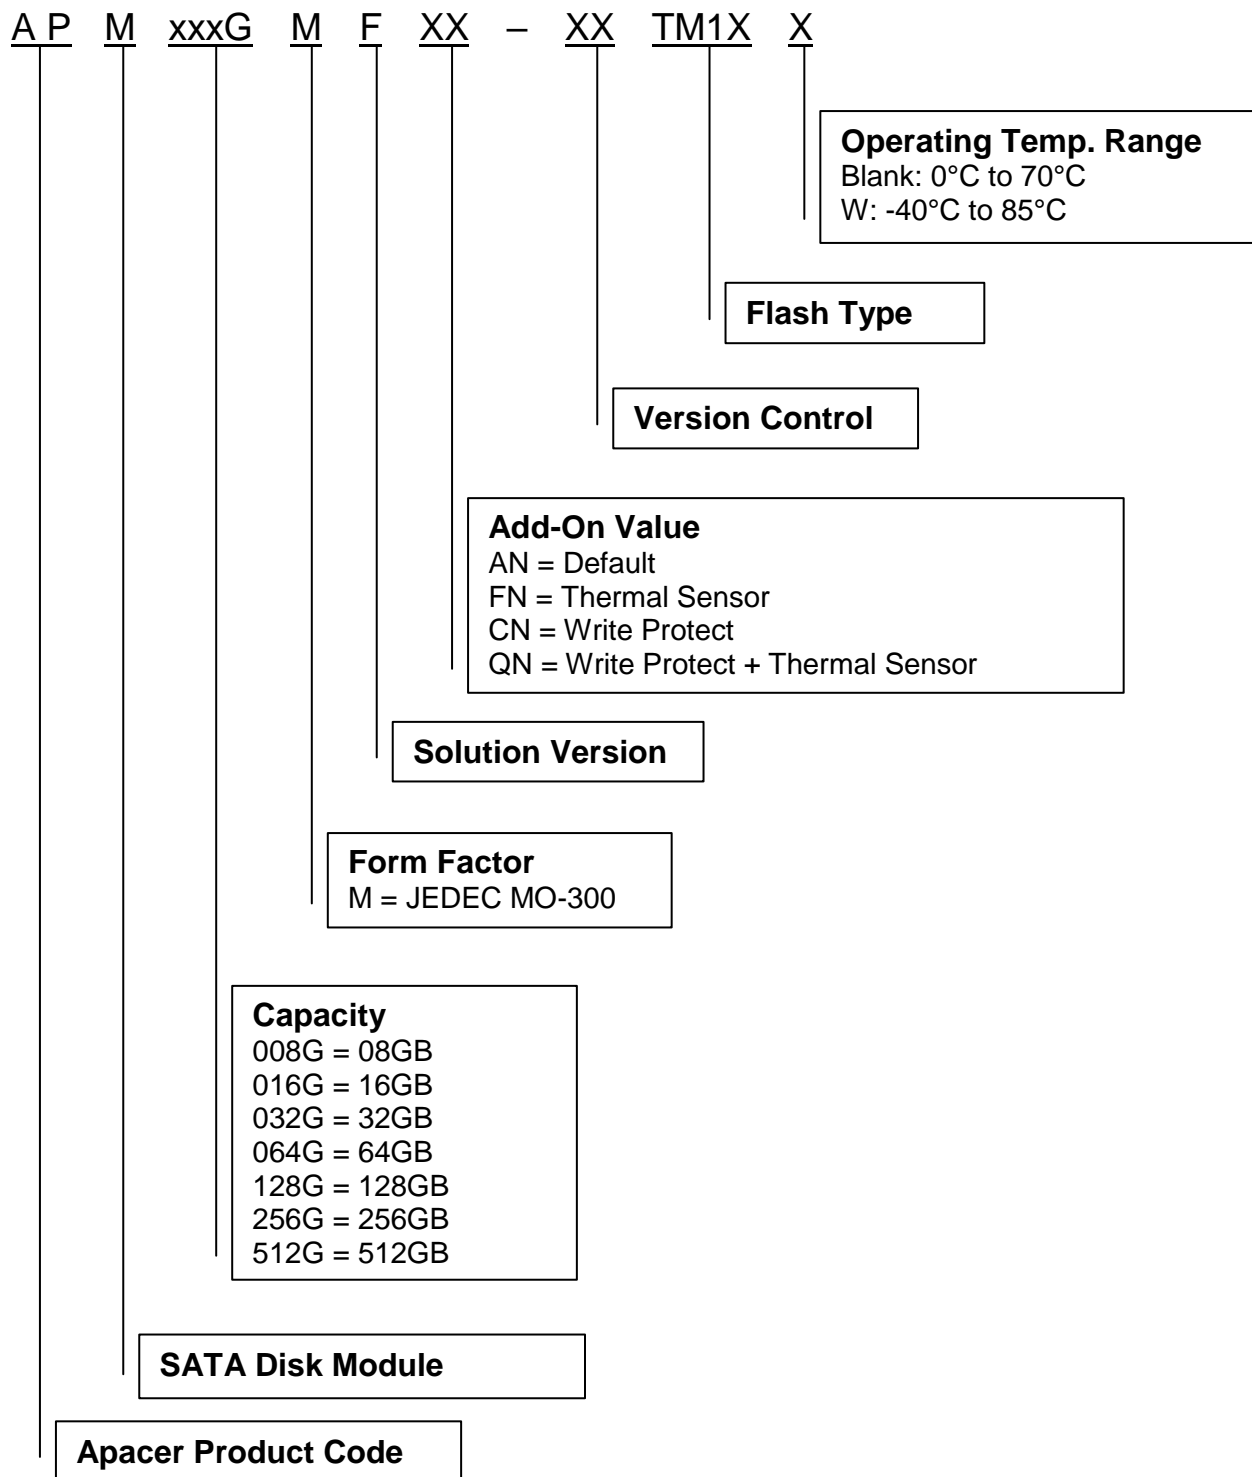 A P M xxxG M F XX – XX TM1X X
Operating Temp. Range
Blank: 0°C to 70°C
W: -40°C to 85°C
Flash Type
Version Control
Add-On Value
AN = Default
FN = Thermal Sensor
CN = Write Protect
QN = Write Protect + Thermal Sensor
Solution Version
Form Factor
M = JEDEC MO-300
Capacity
008G = 08GB
016G = 16GB
032G = 32GB
064G = 64GB
128G = 128GB
256G = 256GB
512G = 512GB
SATA Disk Module
Apacer Product Code